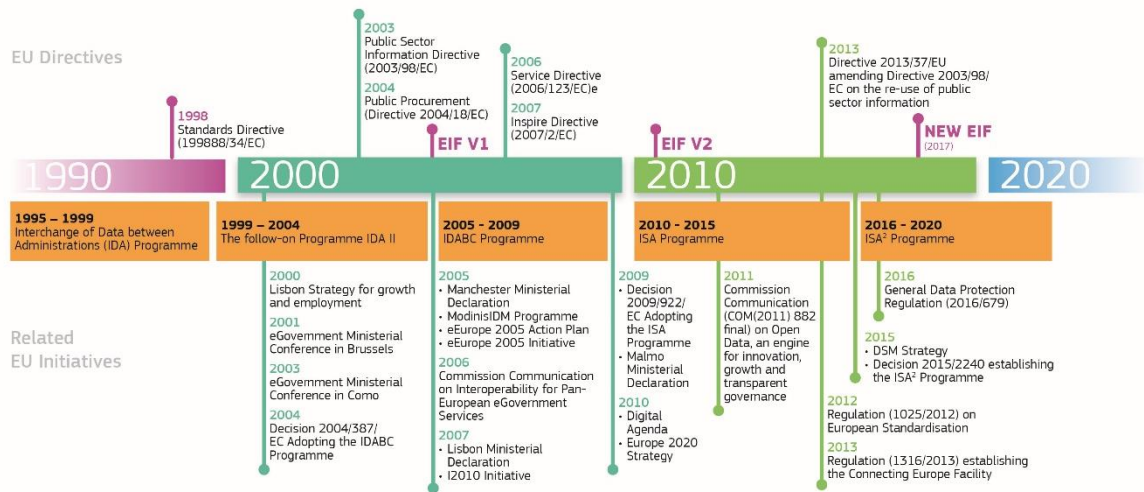 EU Directives
1998
Standards Directive
(199888/34/EC)
2003
Public Sector
Information Directive
(2003/98/EC)
2004
Public Procurement
(Directive 2004/18/EC)
EIF V1
2006
Service Directive
(2006/123/EC)e
2007
Inspire Directive
(2007/2/EC)
EIF V2
2013
Directive 2013/37/EU
amending Directive 2003/98/
EC on the re-use of public
sector information
NEW EIF
(2017)
1990
2000
2010
2020
1995 – 1999
Interchange of Data between
Administrations (IDA) Programme
1999 – 2004
The follow-on Programme IDA II
2005 - 2009
IDABC Programme
2010 - 2015
ISA Programme
2016 - 2020
ISA² Programme
Related
EU Initiatives
2000
Lisbon Strategy for
growth and employment
2001
eGovernment Ministerial
Conference in Brussels
2003
eGovernment Ministerial
Conference in Como
2004
Decision 2004/387/
EC Adopting the IDABC
Programme
2005
• Manchester Ministerial
Declaration
• ModinisIDM Programme
• eEurope 2005 Action Plan
• eEurope 2005 Initiative
2006
Commission Communication
on Interoperability for Pan-
European eGovernment
Services
2007
• Lisbon Ministerial
Declaration
• I2010 Initiative
2009
• Decision
2009/922/
EC Adopting
the ISA
Programme
• Malmo
Ministerial
Declaration
2010
• Digital
Agenda
• Europe 2020
Strategy
2011
Commission
Communication
(COM(2011) 882
final) on Open
Data, an engine
for innovation,
growth and
transparent
governance
2016
General Data Protection
Regulation (2016/679)
2015
• DSM Strategy
• Decision 2015/2240 establishing
the ISA² Programme
2012
Regulation (1025/2012) on
European Standardisation
2013
Regulation (1316/2013) establishing
the Connecting Europe Facility